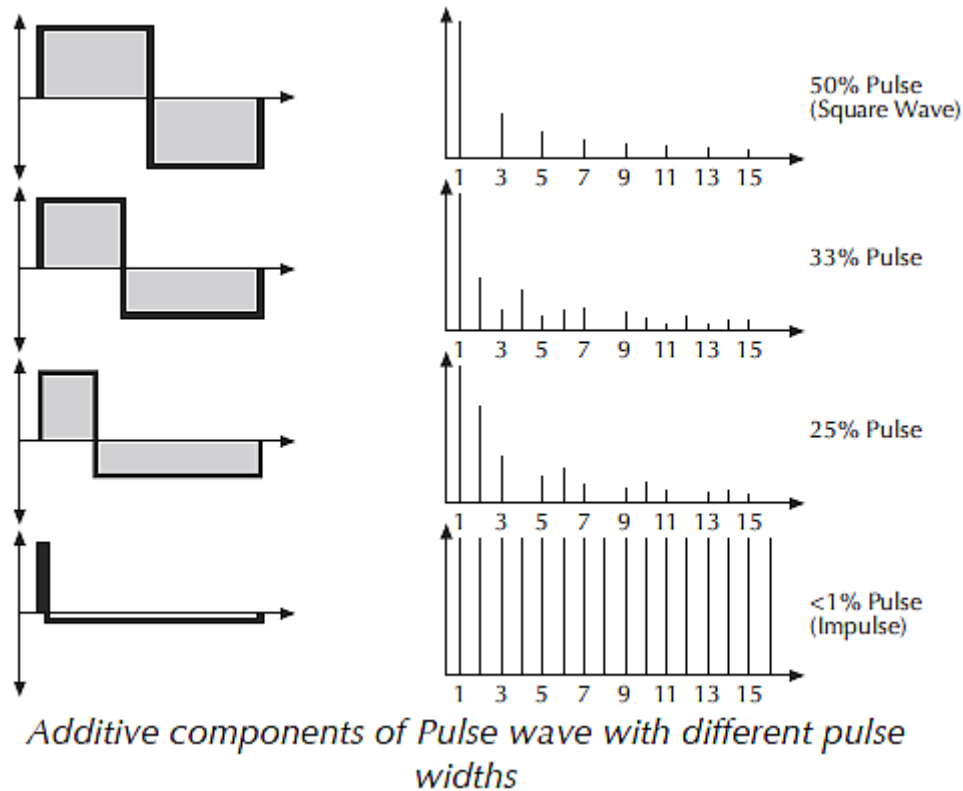 50% Pulse
(Square Wave)
1 3 5 7 9 11 13 15
33% Pulse
1 3 5 7 9 11 13 15
25% Pulse
1 3 5 7 9 11 13 15
<1% Pulse
(Impulse)
1 3 5 7 9 11 13 15
Additive components of Pulse wave with different pulse
widths